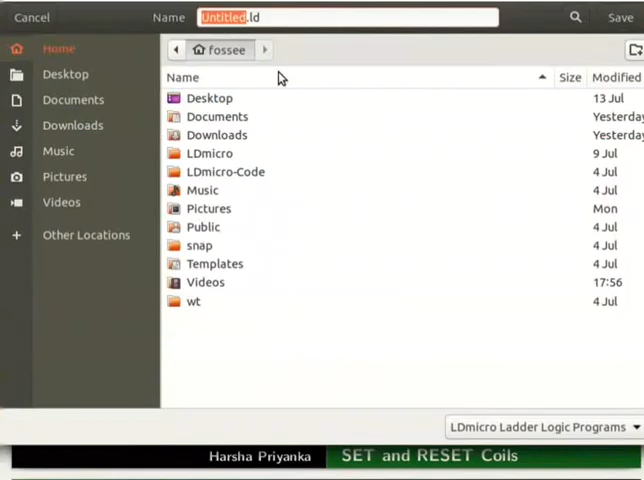 Cancel Name Untitled.ld Save
Home fossee
Desktop Name Size Modified
Documents
Downloads
Music
Pictures
Videos
Other Locations
Desktop 13 Jul
Documents Yesterday
Downloads Yesterday
LDmicro 9 Jul
LDmicro-Code 4 Jul
Music 4 Jul
Pictures Mon
Public 4 Jul
snap 4 Jul
Templates 4 Jul
Videos 17:56
wt 4 Jul
LDmicro Ladder Logic Programs
Harsha Priyanka SET and RESET Coils